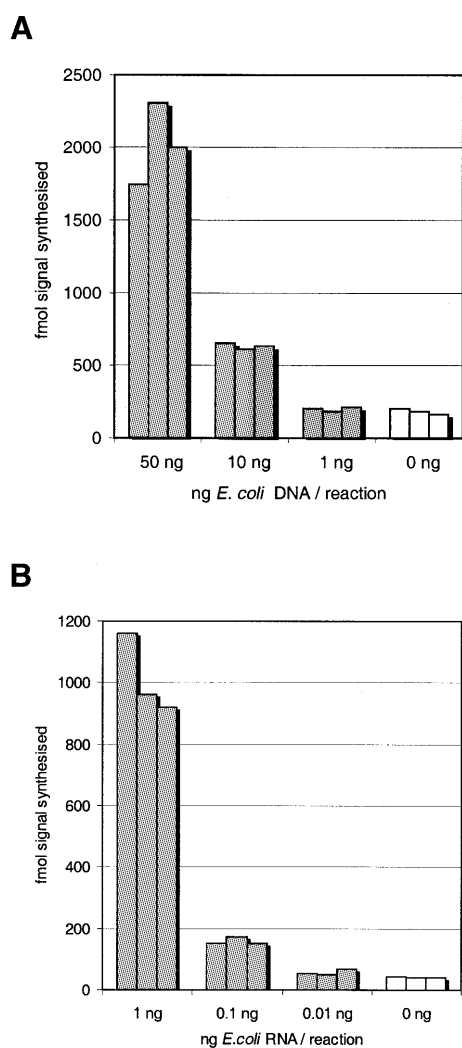 A
2500
2000
1500
1000
500
0
fmol signal synthesised
50 ng 10 ng 1 ng 0 ng
ng E. coli DNA / reaction
B
1200
1000
800
600
400
200
0
fmol signal synthesised
1 ng 0.1 ng 0.01 ng 0 ng
ng E.coli RNA / reaction